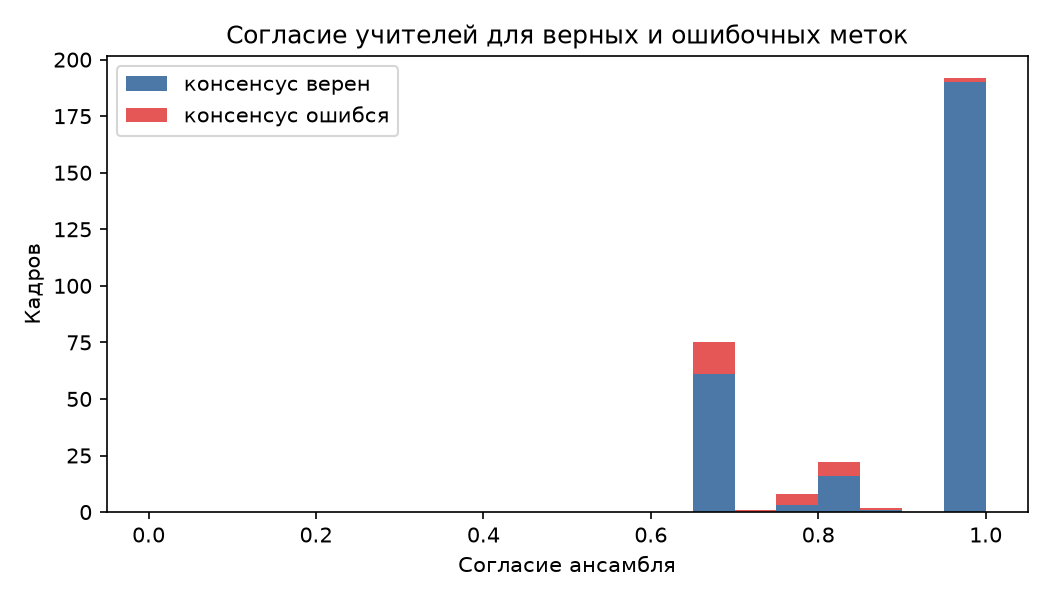 Согласие учителей для верных и ошибочных меток
консенсус верен
консенсус ошибся
Кадров
200
175
150
125
100
75
50
25
0
0.0 0.2 0.4 0.6 0.8 1.0
Согласие ансамбля